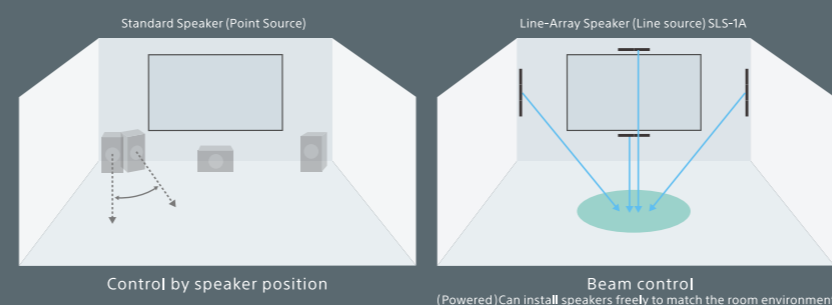 Standard Speaker (Point Source)
Line-Array Speaker (Line source) SLS-1A
Control by speaker position
Beam control
(Powered)Can install speakers freely to match the room environment